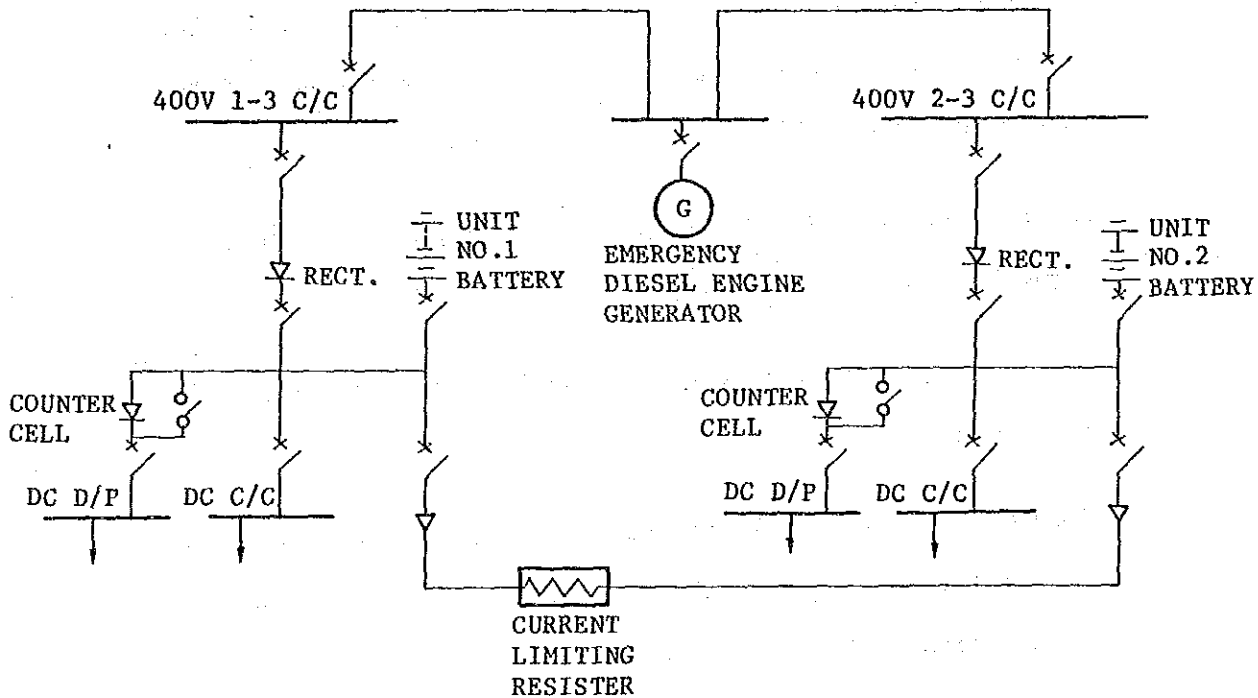 400V 1-3 C/C
400V 2-3 C/C
G
UNIT
NO.1
BATTERY
RECT.
EMERGENCY
DIESEL ENGINE
GENERATOR
UNIT
NO.2
BATTERY
RECT.
COUNTER
CELL
DC D/P
DC C/C
COUNTER
CELL
DC D/P
DC C/C
CURRENT
LIMITING
RESISTER